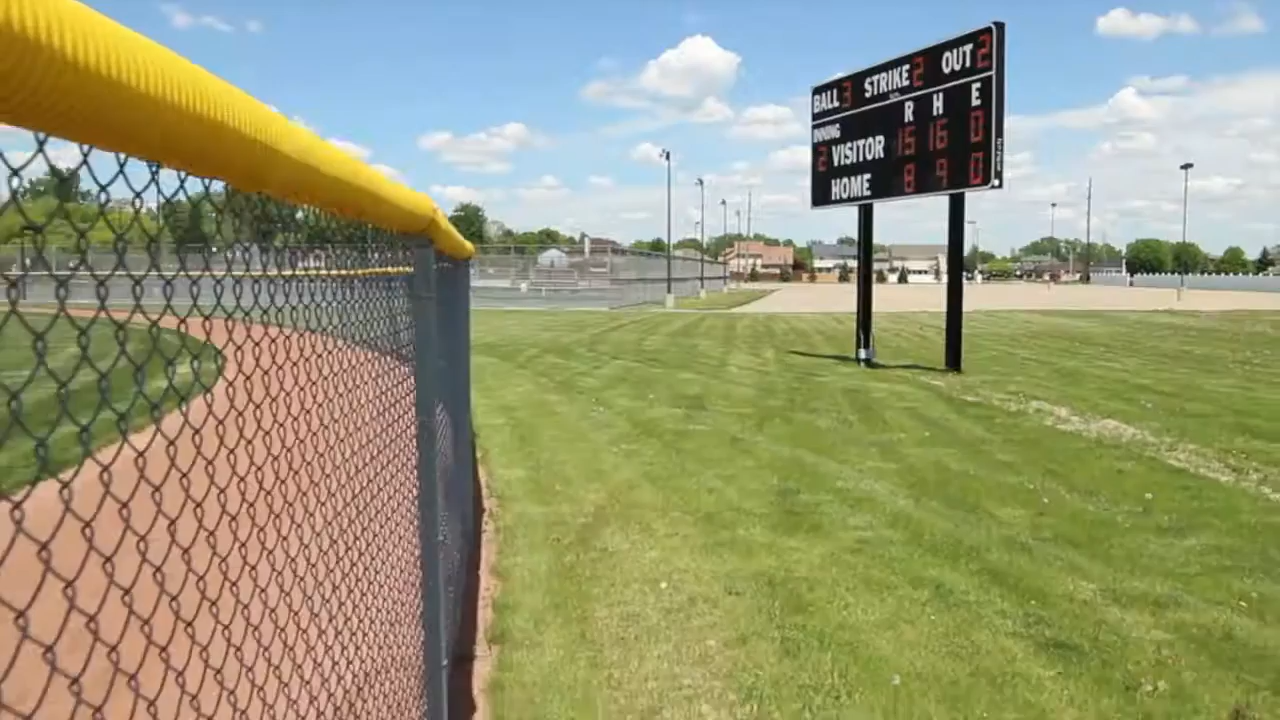 BALL 3 STRIKE 2 OUT 2
R H E
INNING
2 VISITOR 15 16 0
HOME 8 9 0